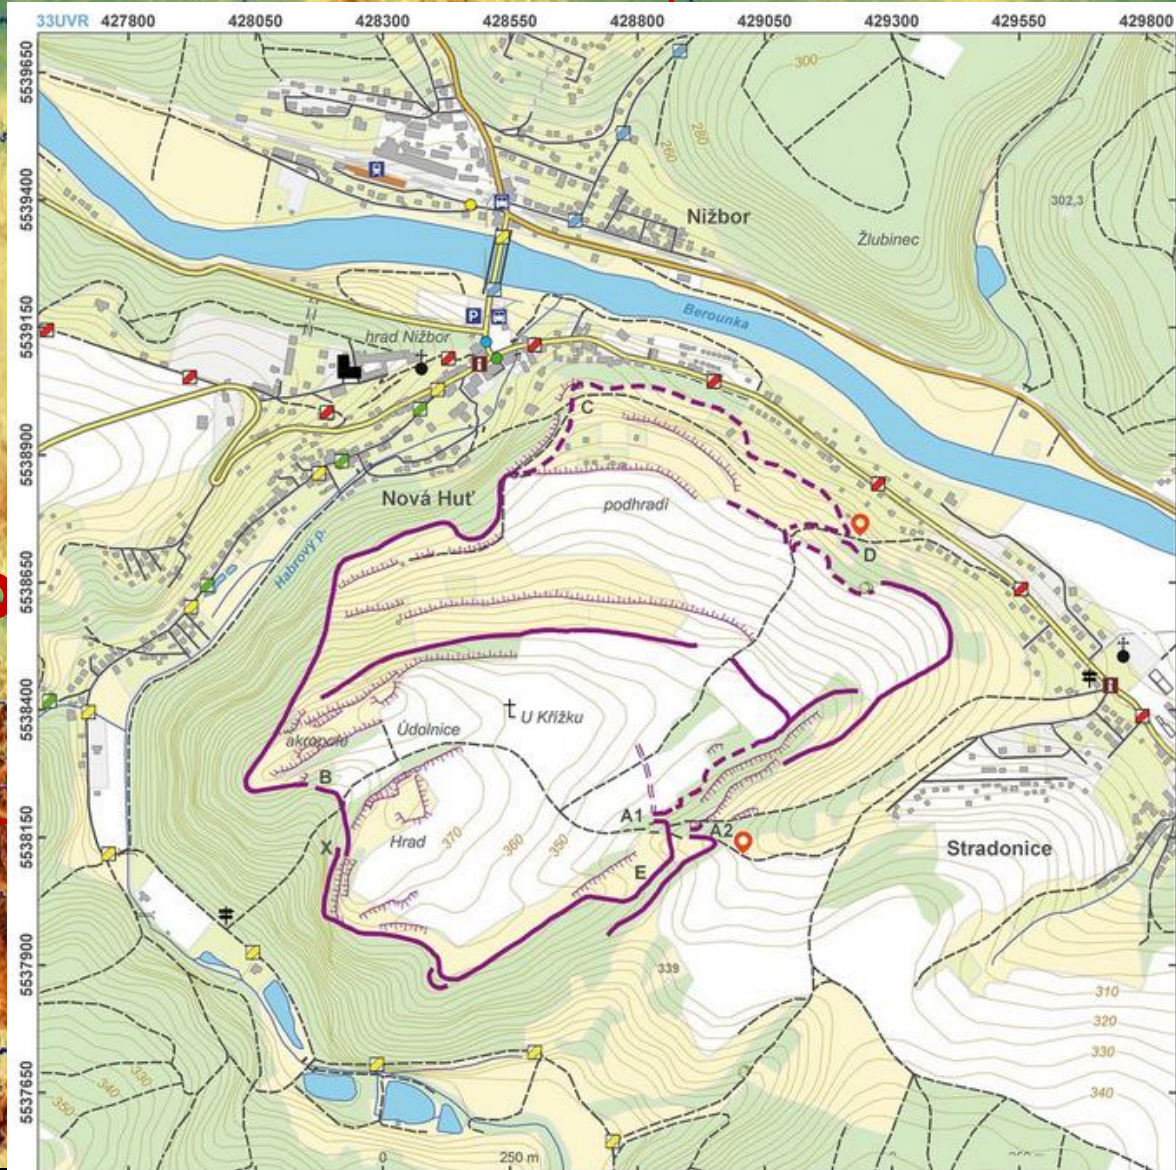 33UVR 427800 428050 428300 428550 428800 429050 429300 429550 429800
5539650
5539400
5539150
5538900
5538650
5538400
5538150
5537900
5537650
300
280
260
302,3
Nižbor
Žlubinec
Berounka
P
hrad Nižbor
C
Nová Huť
podhradí
D
Habrový p.
akropole
Údolnice
U Křížku
B
X
Hrad
370
360
350
A1
A2
E
Stradonice
339
310
320
330
340
330
340
350
0
250 m